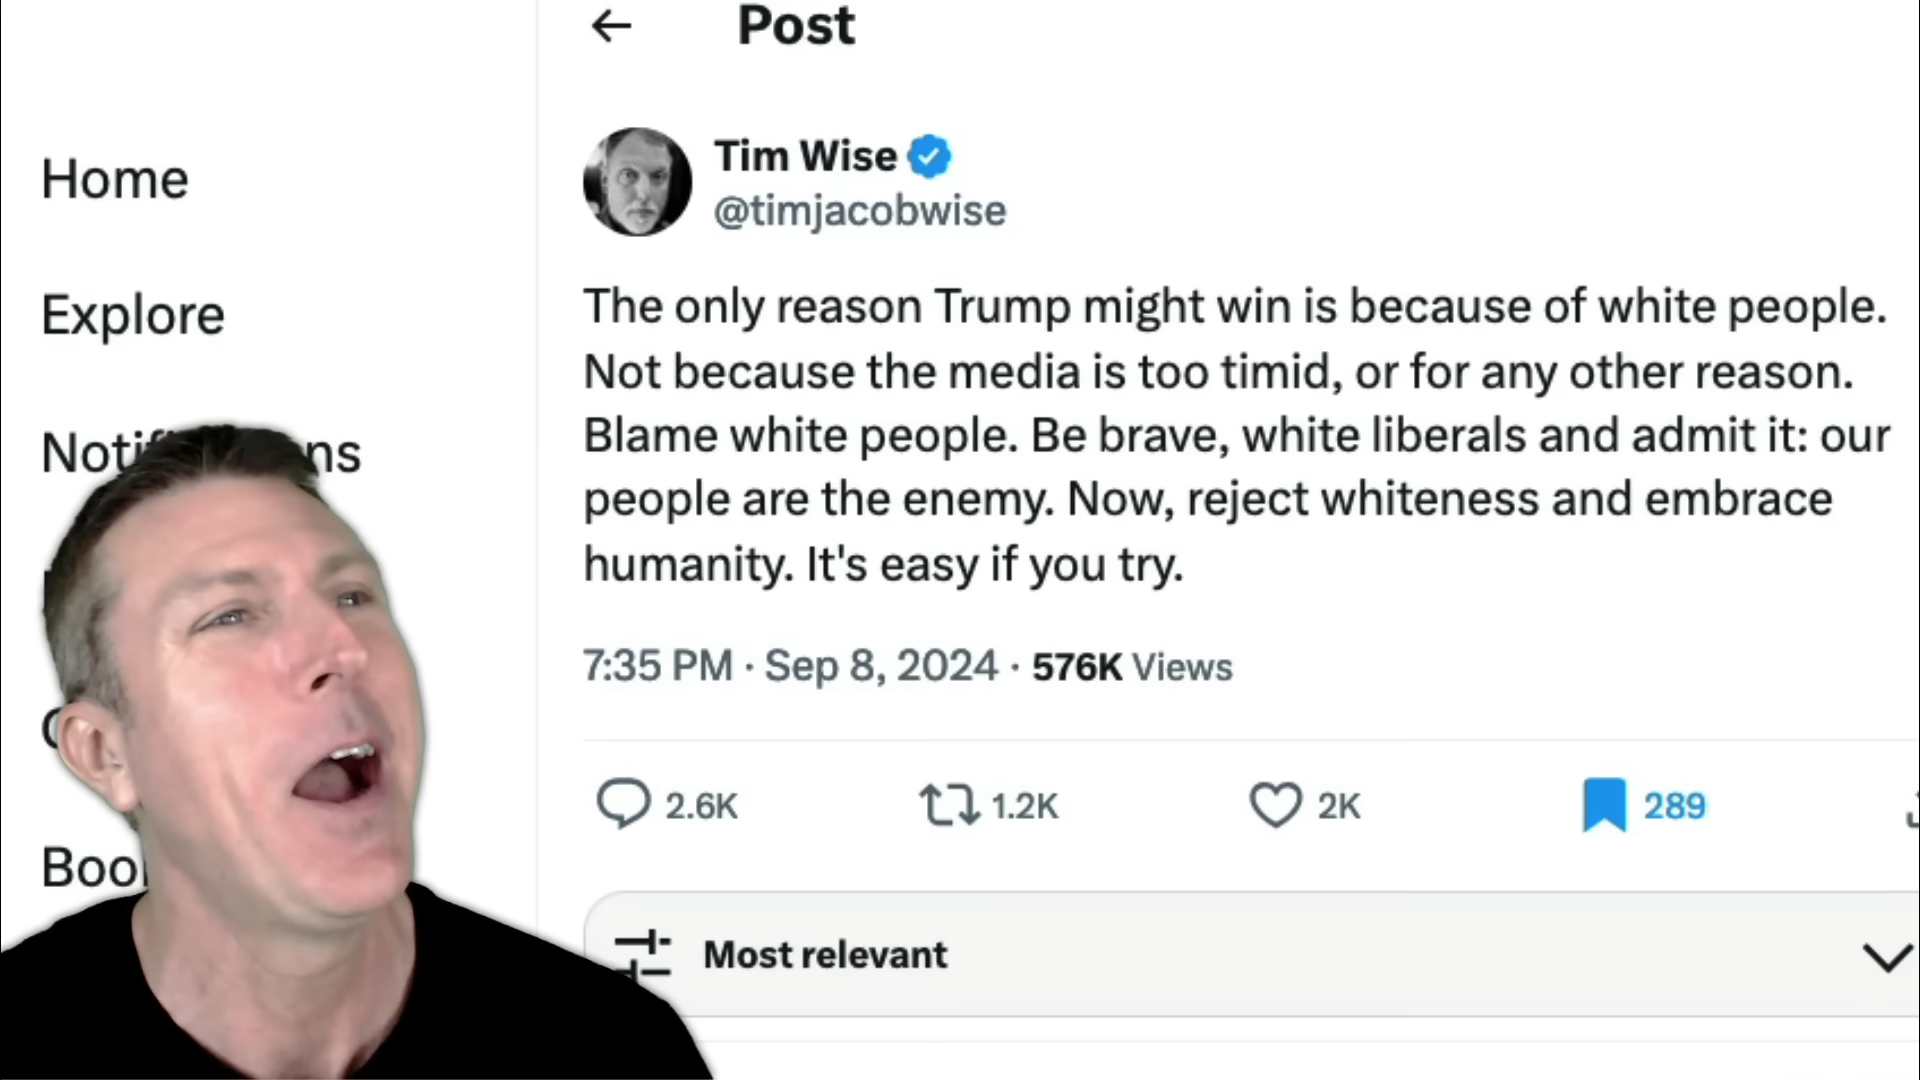 Post
Home
Explore
Tim Wise
@timjacobwise
The only reason Trump might win is because of white people.
Not because the media is too timid, or for any other reason.
Blame white people. Be brave, white liberals and admit it: our
people are the enemy. Now, reject whiteness and embrace
humanity. It's easy if you try.
7:35 PM · Sep 8, 2024 · 576K Views
2.6K 1.2K 2K 289
Most relevant